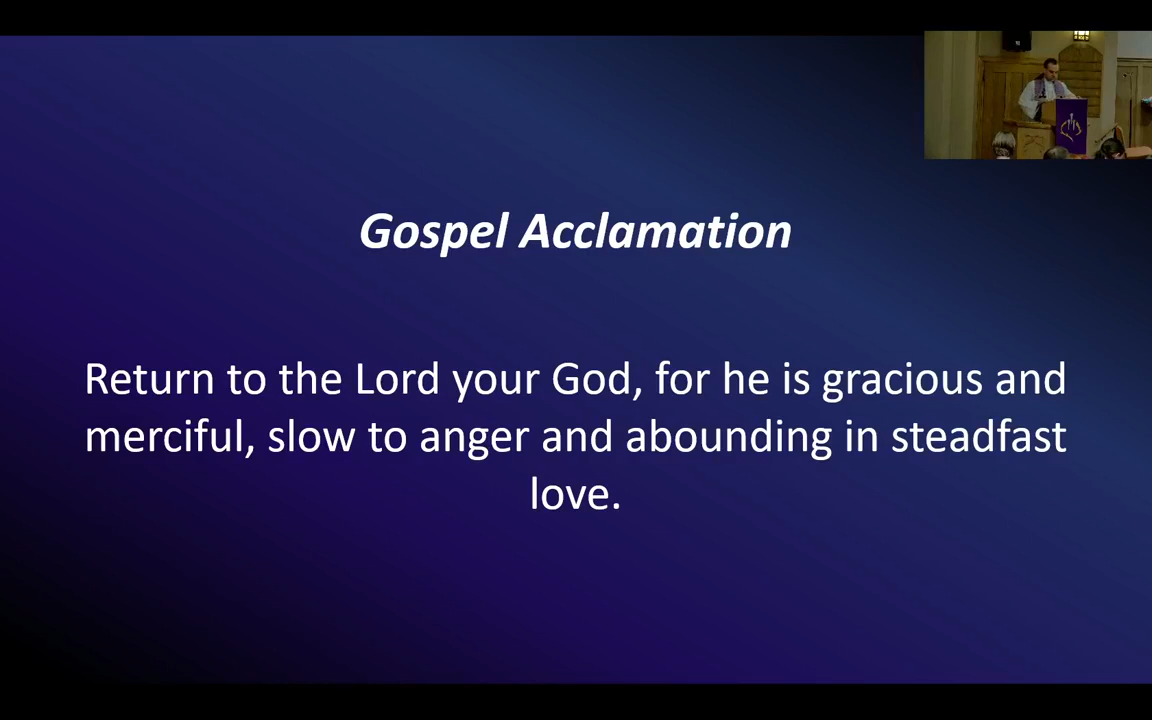 Gospel Acclamation
Return to the Lord your God, for he is gracious and
merciful, slow to anger and abounding in steadfast
love.